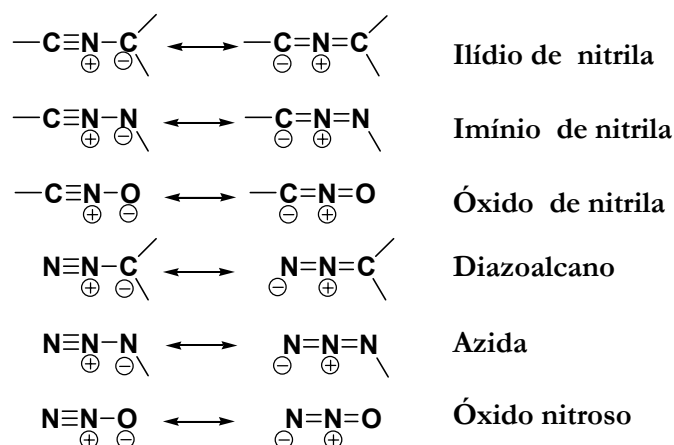 —C≡N⊕–C⊖ ⟷ —C⊖=N⊕=C Ilídio de nitrila
—C≡N⊕–N⊖ ⟷ —C⊖=N⊕=N Imínio de nitrila
—C≡N⊕–O⊖ ⟷ —C⊖=N⊕=O Óxido de nitrila
N≡N⊕–C⊖ ⟷ N⊖=N⊕=C Diazoalcano
N≡N⊕–N⊖ ⟷ N⊖=N⊕=N Azida
N≡N⊕–O⊖ ⟷ N⊖=N⊕=O Óxido nitroso